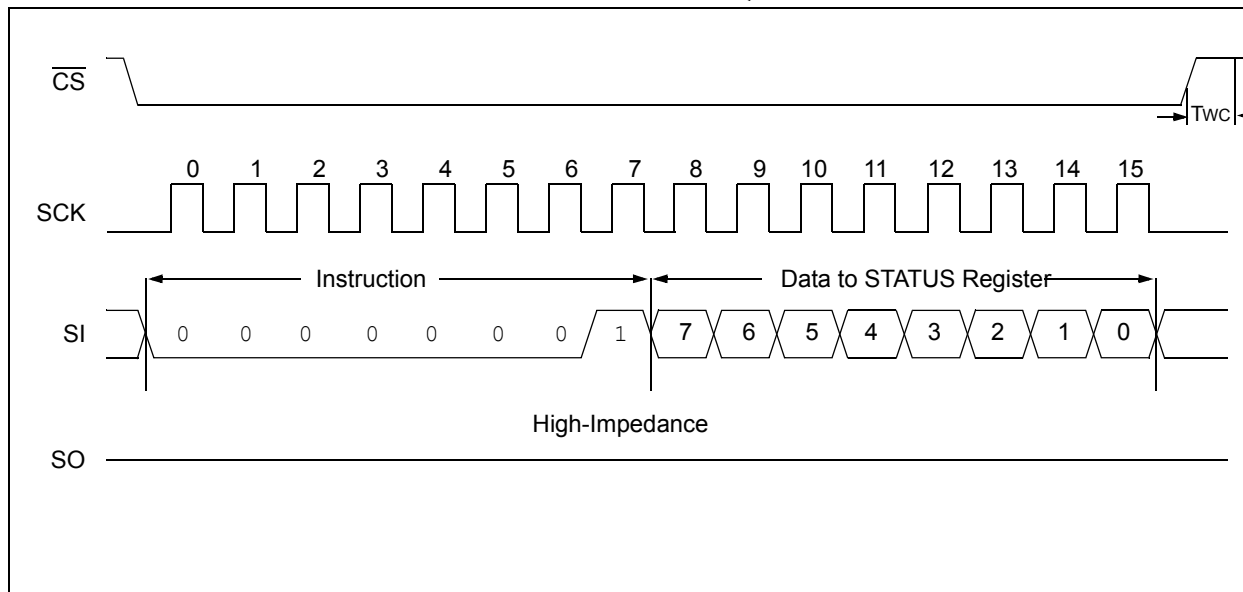 CS
TWC
0 1 2 3 4 5 6 7 8 9 10 11 12 13 14 15
SCK
Instruction Data to STATUS Register
SI 0 0 0 0 0 0 0 1 7 6 5 4 3 2 1 0
High-Impedance
SO